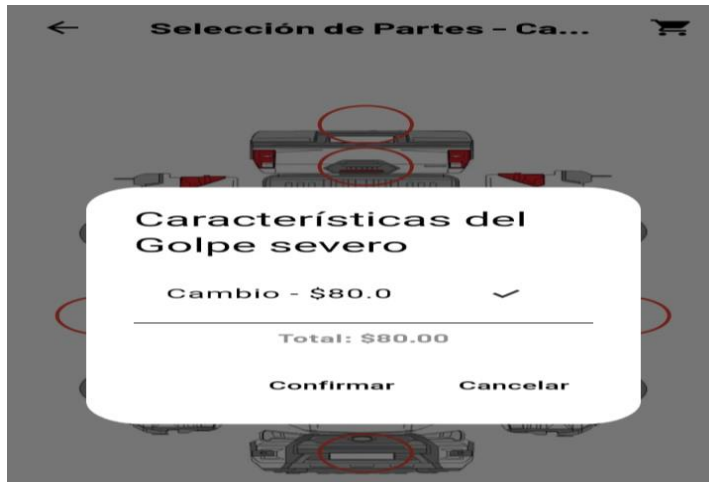 Selección de Partes – Ca...
Características del
Golpe severo
Cambio - $80.0
Total: $80.00
Confirmar Cancelar